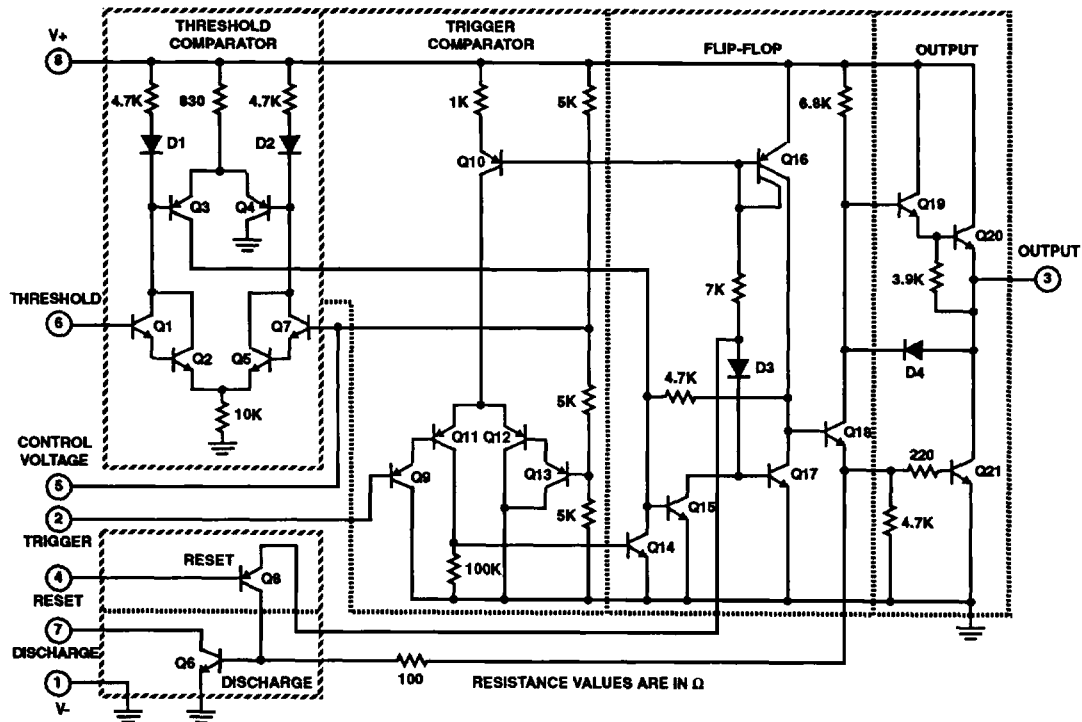 THRESHOLD
COMPARATOR
TRIGGER
COMPARATOR
FLIP-FLOP
OUTPUT
V+
8
4.7K
830
4.7K
1K
5K
6.8K
D1
D2
Q10
Q16
Q3
Q4
Q19
Q20
OUTPUT
3
3.9K
7K
THRESHOLD
6
Q1
Q7
Q2
Q5
D3
D4
4.7K
5K
10K
Q11
Q12
Q18
CONTROL
VOLTAGE
5
Q9
Q13
Q17
220
Q21
2
TRIGGER
5K
Q15
4.7K
Q14
RESET
100K
4
RESET
Q8
7
DISCHARGE
Q6
DISCHARGE
100
RESISTANCE VALUES ARE IN Ω
1
V-